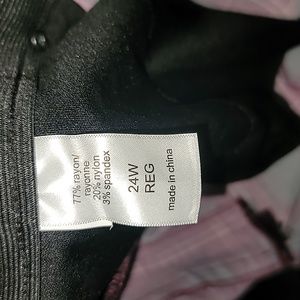 77% rayon/
rayonne
20% nylon
3% spandex
24W
REG
made in china